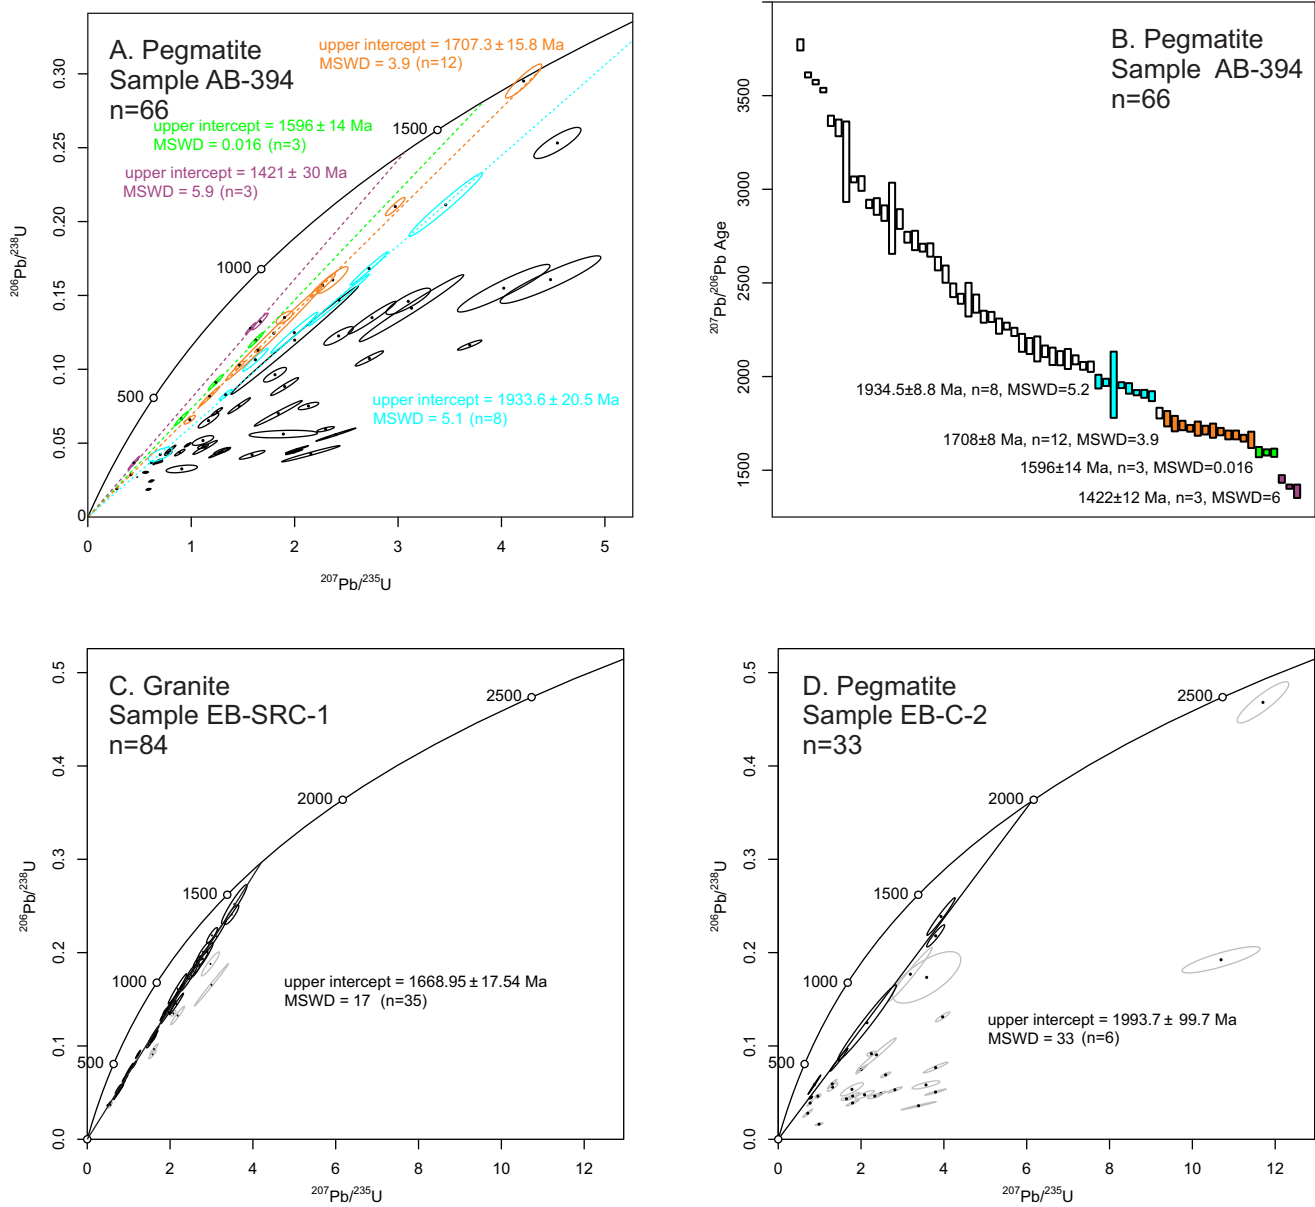 A. Pegmatite
Sample AB-394
n=66
upper intercept = 1707.3 ± 15.8 Ma
MSWD = 3.9 (n=12)
upper intercept = 1596 ± 14 Ma
MSWD = 0.016 (n=3)
upper intercept = 1421 ± 30 Ma
MSWD = 5.9 (n=3)
upper intercept = 1933.6 ± 20.5 Ma
MSWD = 5.1 (n=8)
500
1000
1500
0
0.05
0.10
0.15
0.20
0.25
0.30
²⁰⁶Pb/²³⁸U
0 1 2 3 4 5
²⁰⁷Pb/²³⁵U
B. Pegmatite
Sample AB-394
n=66
1934.5±8.8 Ma, n=8, MSWD=5.2
1708±8 Ma, n=12, MSWD=3.9
1596±14 Ma, n=3, MSWD=0.016
1422±12 Ma, n=3, MSWD=6
1500
2000
2500
3000
3500
²⁰⁷Pb/²⁰⁶Pb Age
C. Granite
Sample EB-SRC-1
n=84
upper intercept = 1668.95 ± 17.54 Ma
MSWD = 17 (n=35)
500
1000
1500
2000
2500
0.0
0.1
0.2
0.3
0.4
0.5
²⁰⁶Pb/²³⁸U
0 2 4 6 8 10 12
²⁰⁷Pb/²³⁵U
D. Pegmatite
Sample EB-C-2
n=33
upper intercept = 1993.7 ± 99.7 Ma
MSWD = 33 (n=6)
500
1000
1500
2000
2500
0.0
0.1
0.2
0.3
0.4
0.5
²⁰⁶Pb/²³⁸U
0 2 4 6 8 10 12
²⁰⁷Pb/²³⁵U